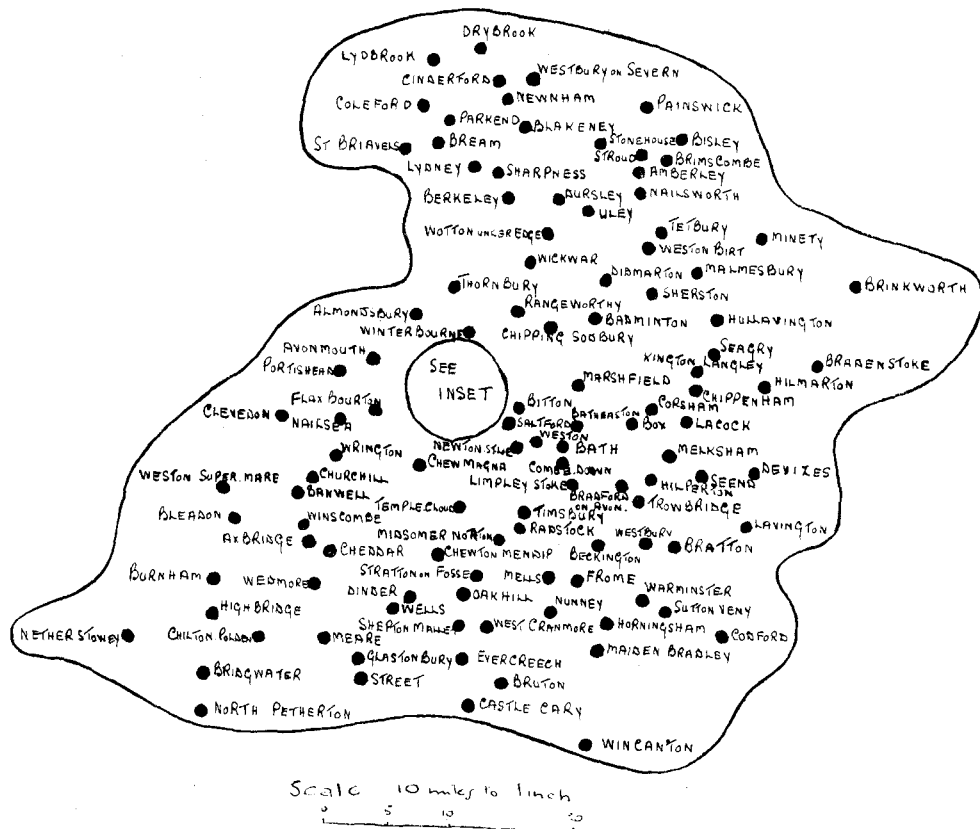 DRYBROOK
LYDBROOK
WESTBURY ON SEVERN
CINDERFORD
NEWNHAM
COLEFORD
PAINSWICK
PARKEND
BLAKENEY
STONEHOUSE
BISLEY
ST BRIAVELS
BREAM
STROUD
BRIMSCOMBE
LYDNEY
SHARPNESS
AMBERLEY
BERKELEY
DURSLEY
NAILSWORTH
ULEY
WOTTON UNDEREDGE
TETBURY
MINETY
WESTON BIRT
WICKWAR
DIDMARTON
MALMESBURY
THORNBURY
SHERSTON
BRINKWORTH
ALMONDSBURY
RANGEWORTHY
BADMINTON
HULLAVINGTON
WINTERBOURNE
CHIPPING SODBURY
AVONMOUTH
SEAGRY
PORTISHEAD
SEE
INSET
KINGTON
LANGLEY
BRADENSTOKE
MARSHFIELD
HILMARTON
CHIPPENHAM
FLAX BOURTON
BITTON
CORSHAM
CLEVEDON
NAILSEA
SALTFORD
BATHEASTON
BOX
LACOCK
WESTON
NEWTON ST LOE
BATH
WRINGTON
CHEW MAGNA
COMBE DOWN
MELKSHAM
WESTON SUPER. MARE
CHURCHILL
LIMPLEY STOKE
BRADFORD
ON AVON.
HILPERTON
SEEND
DEVIZES
BANWELL
TEMPLE CLOUD
TIMSBURY
TROWBRIDGE
BLEADON
WINSCOMBE
MIDSOMER NORTON
RADSTOCK
WESTBURY
LAVINGTON
AXBRIDGE
CHEDDAR
CHEWTON MENDIP
BECKINGTON
BRATTON
BURNHAM
WEDMORE
STRATTON ON FOSSE
MELLS
FROME
WARMINSTER
DINDER
OAKHILL
NUNNEY
HIGHBRIDGE
WELLS
SUTTON VENY
NETHERSTOWEY
CHILTON POLDEN
MEARE
SHEPTON MALLET
WEST CRANMORE
HORNINGSHAM
CODFORD
GLASTONBURY
EVERCREECH
MAIDEN BRADLEY
BRIDGWATER
STREET
BRUTON
NORTH PETHERTON
CASTLE CARY
WINCANTON
Scale 10 miles to 1 inch
0 5 10 20